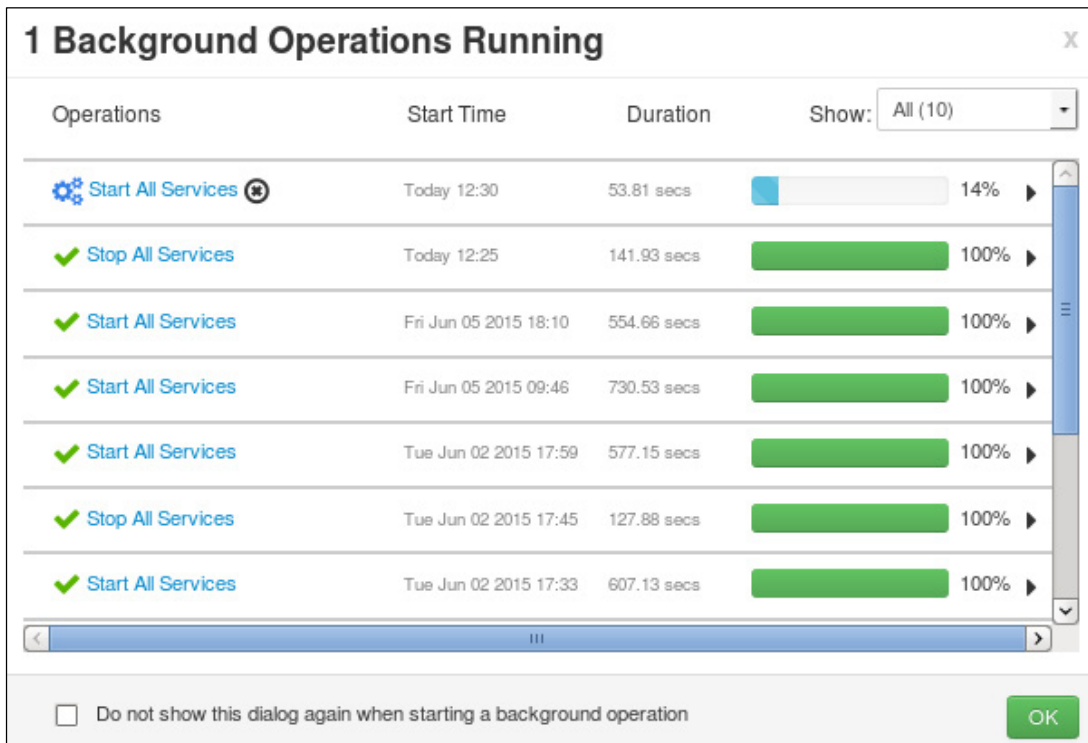 1 Background Operations Running
x
Operations Start Time Duration Show: All (10)
Start All Services Today 12:30 53.81 secs 14%
Stop All Services Today 12:25 141.93 secs 100%
Start All Services Fri Jun 05 2015 18:10 554.66 secs 100%
Start All Services Fri Jun 05 2015 09:46 730.53 secs 100%
Start All Services Tue Jun 02 2015 17:59 577.15 secs 100%
Stop All Services Tue Jun 02 2015 17:45 127.88 secs 100%
Start All Services Tue Jun 02 2015 17:33 607.13 secs 100%
Do not show this dialog again when starting a background operation
OK